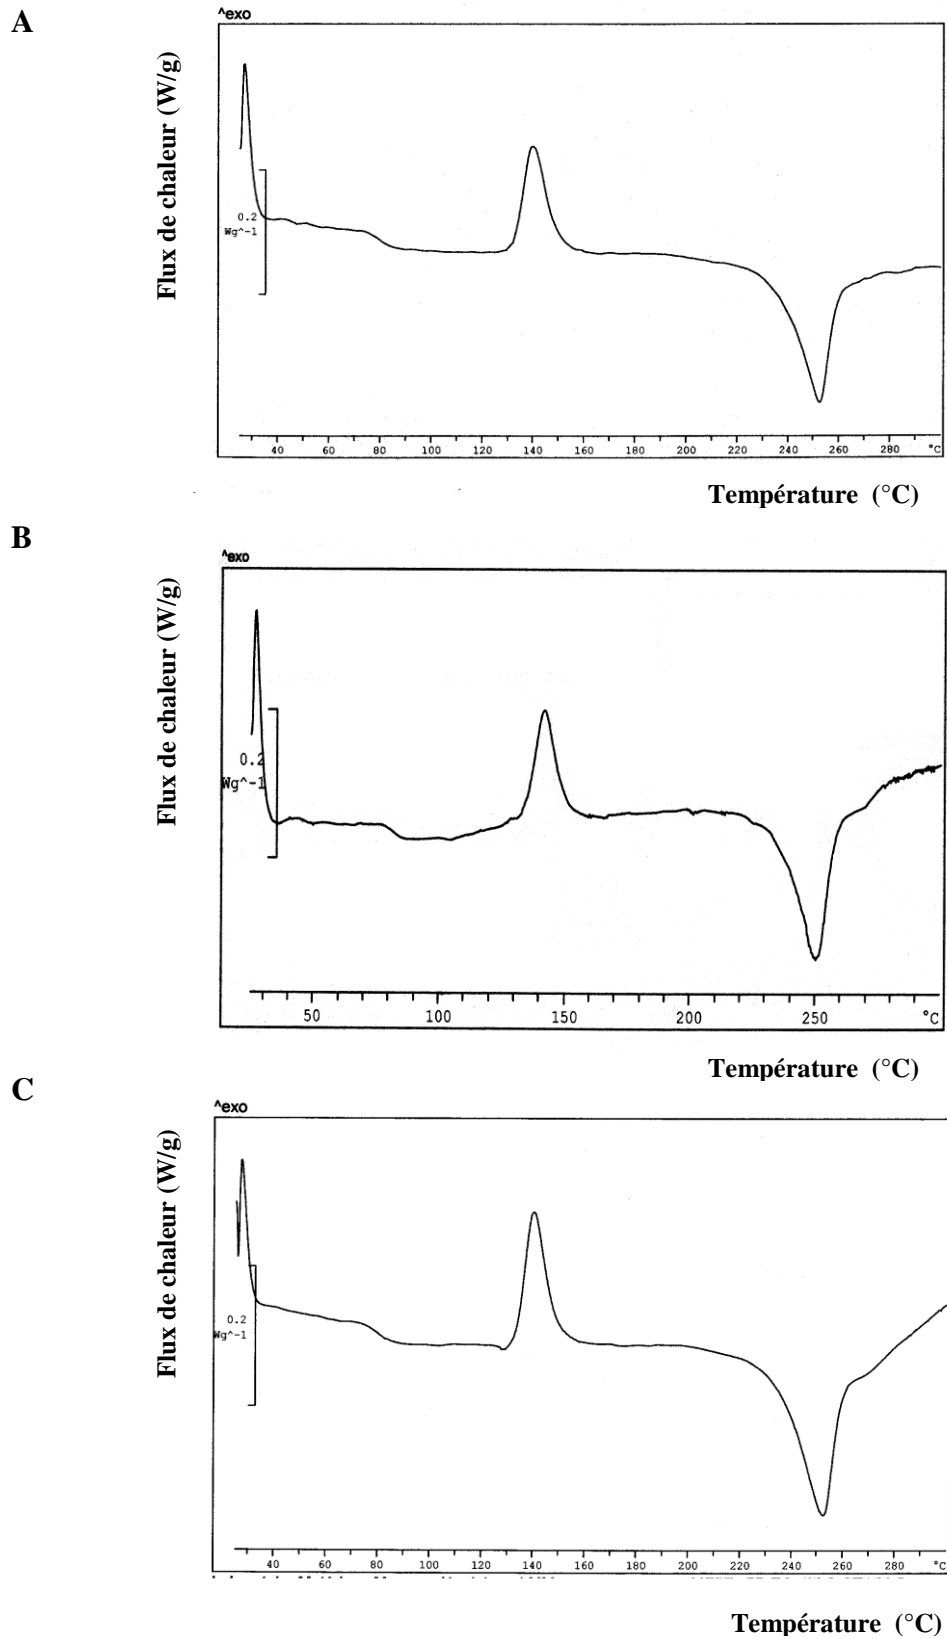 A
^exo
Flux de chaleur (W/g)
0.2
Wg^-1
40 60 80 100 120 140 160 180 200 220 240 260 280 °C
Température (°C)
B
^exo
Flux de chaleur (W/g)
0.2
Wg^-1
50 100 150 200 250 °C
Température (°C)
C
^exo
Flux de chaleur (W/g)
0.2
Wg^-1
40 60 80 100 120 140 160 180 200 220 240 260 280 °C
Température (°C)